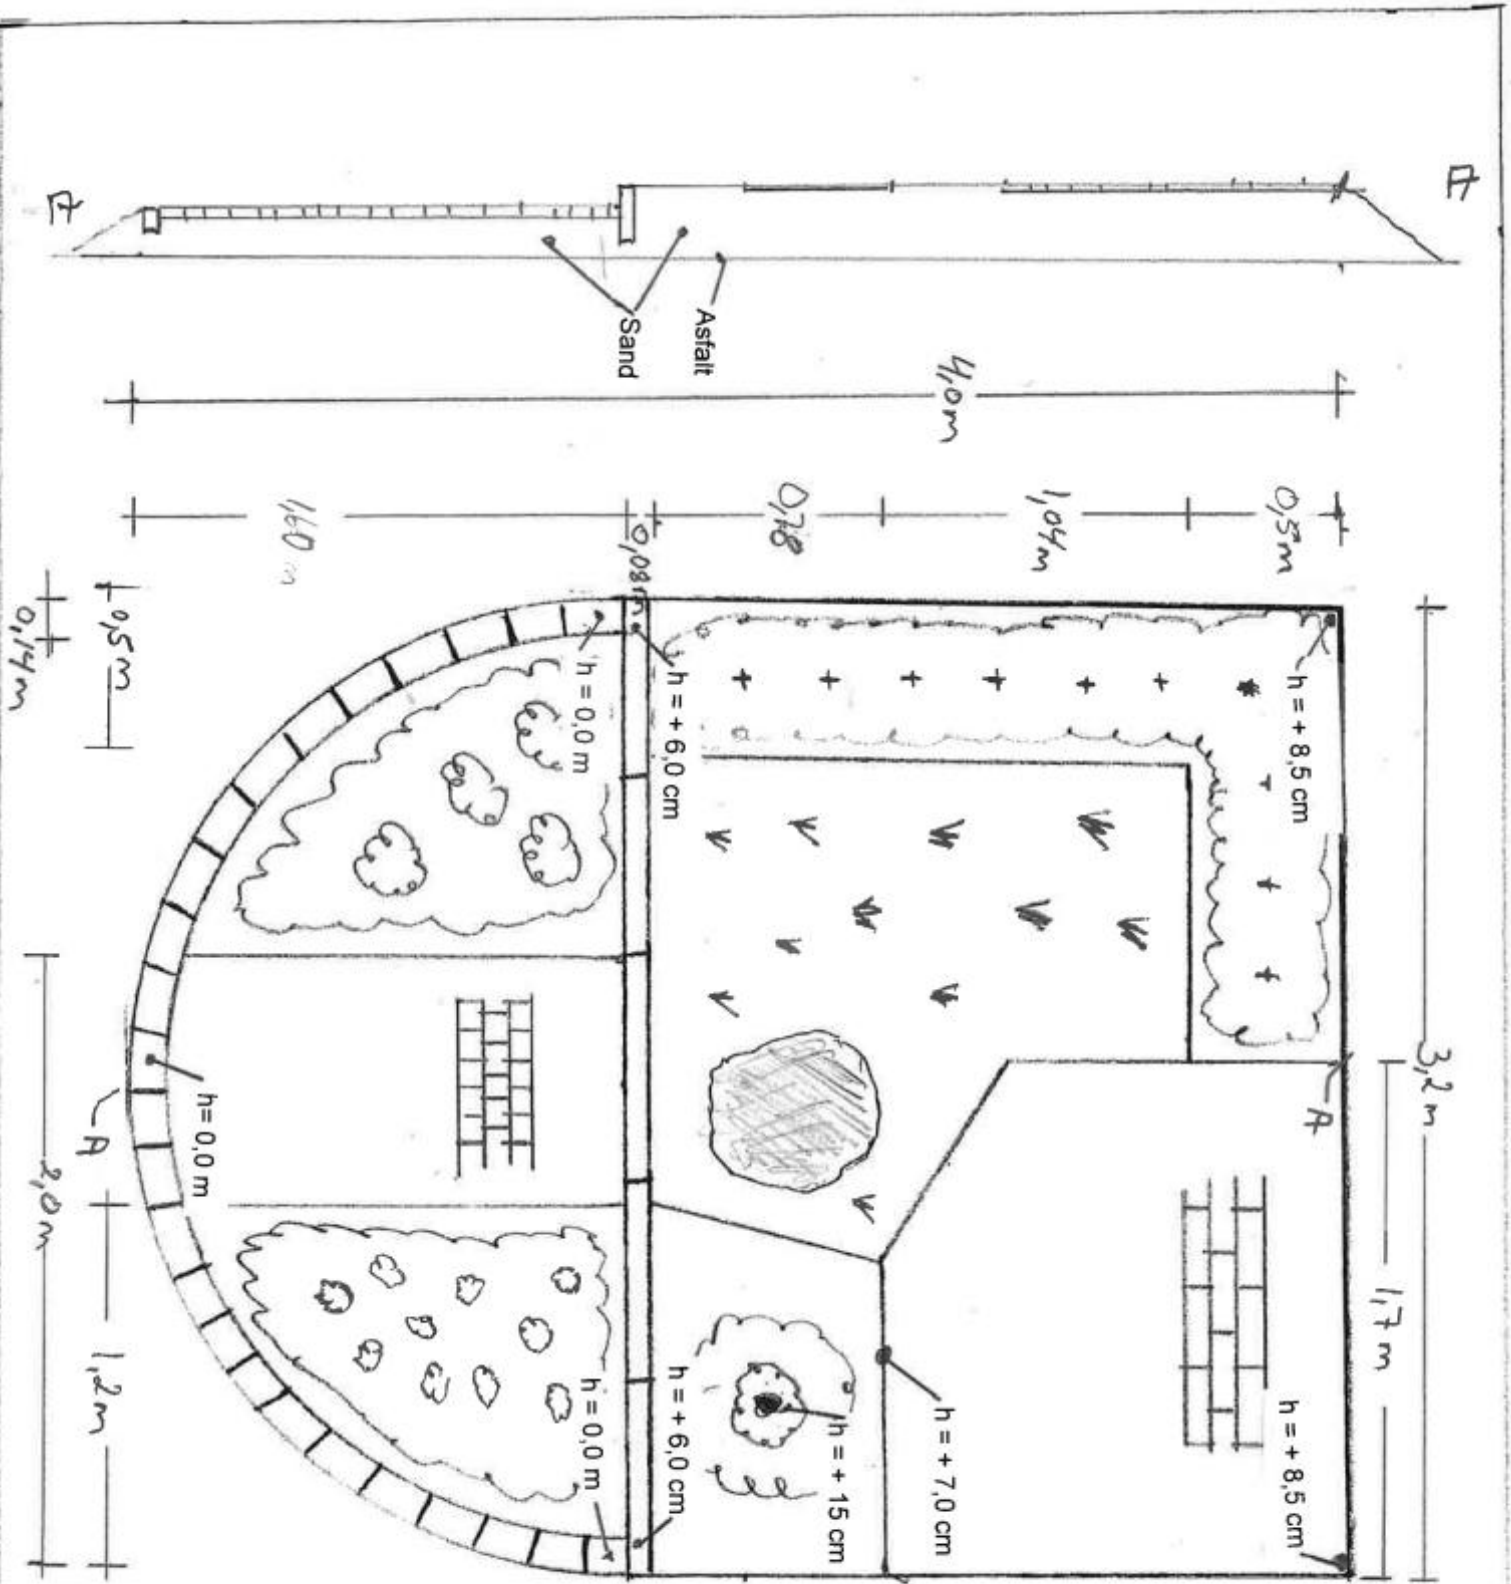 A
A
Asfalt
Sand
4,0m
0,5m
1,04m
0,78
0,08m
1,60 m
0,5m
0,14m
3,2 m
1,7 m
A
A
2,0m
1,2m
h = + 8,5 cm
h = + 6,0 cm
h = 0,0 m
h= 0,0 m
h = + 8,5 cm
h = + 7,0 cm
h = + 15 cm
h = + 6,0 cm
h = 0,0 m